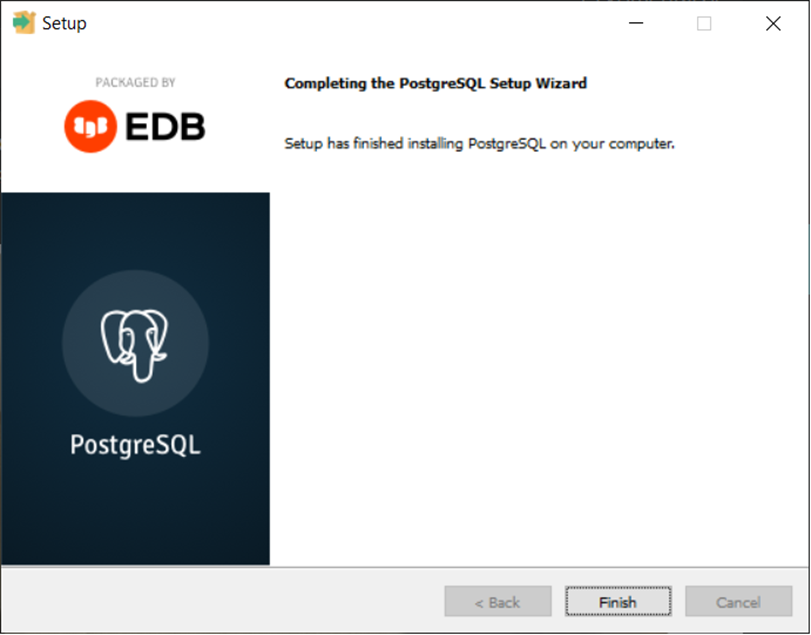 Setup
PACKAGED BY
EDB
Completing the PostgreSQL Setup Wizard
Setup has finished installing PostgreSQL on your computer.
PostgreSQL
< Back
Finish
Cancel